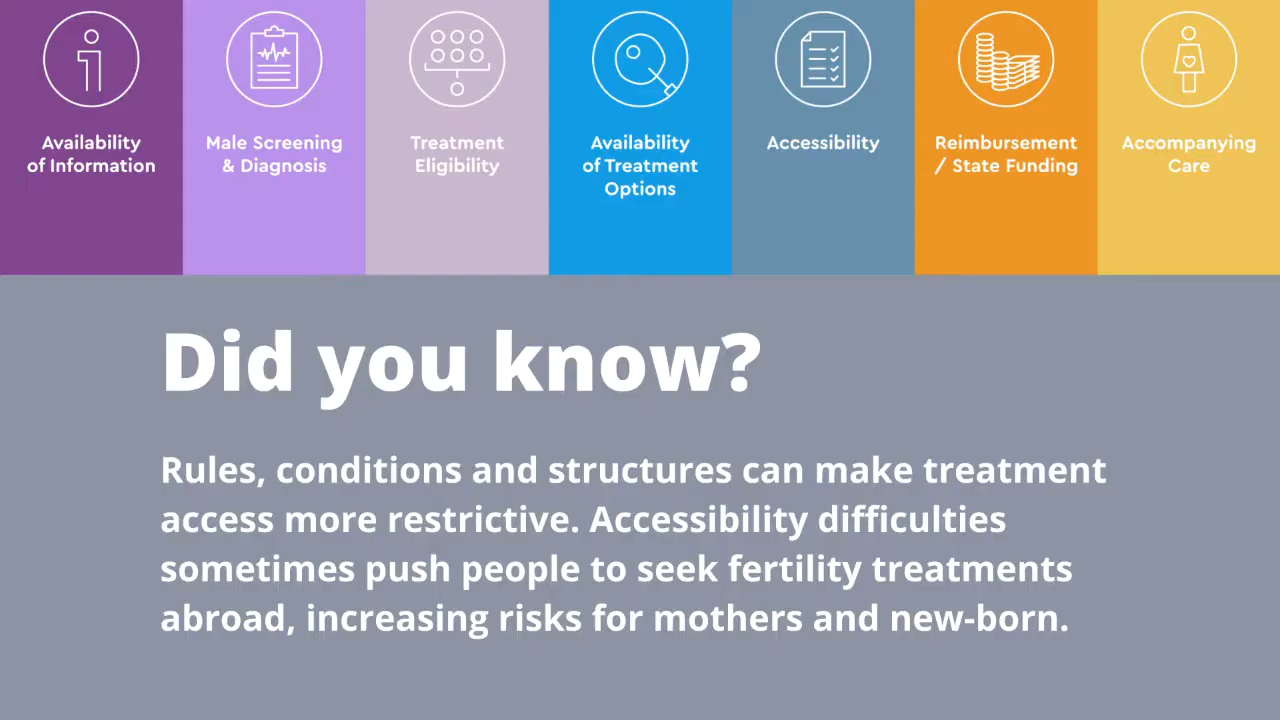 Availability
of Information
Male Screening
& Diagnosis
Treatment
Eligibility
Availability
of Treatment
Options
Accessibility
Reimbursement
/ State Funding
Accompanying
Care
Did you know?
Rules, conditions and structures can make treatment
access more restrictive. Accessibility difficulties
sometimes push people to seek fertility treatments
abroad, increasing risks for mothers and new-born.